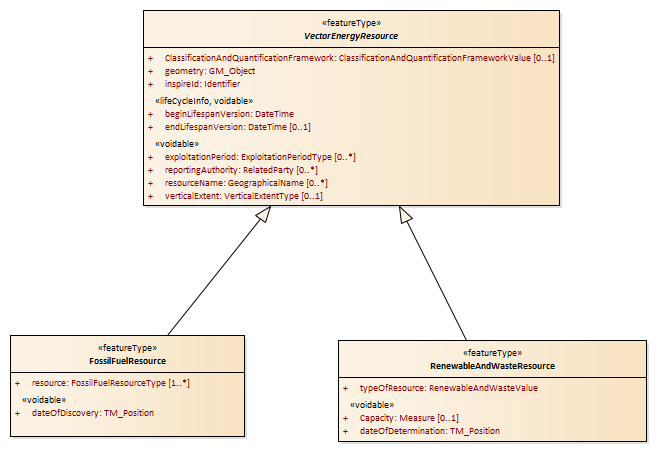 «featureType»
VectorEnergyResource
+ ClassificationAndQuantificationFramework: ClassificationAndQuantificationFrameworkValue [0..1]
+ geometry: GM_Object
+ inspireId: Identifier
«lifeCycleInfo, voidable»
+ beginLifespanVersion: DateTime
+ endLifespanVersion: DateTime [0..1]
«voidable»
+ exploitationPeriod: ExploitationPeriodType [0..*]
+ reportingAuthority: RelatedParty [0..*]
+ resourceName: GeographicalName [0..*]
+ verticalExtent: VerticalExtentType [0..1]
«featureType»
FossilFuelResource
+ resource: FossilFuelResourceType [1..*]
«voidable»
+ dateOfDiscovery: TM_Position
«featureType»
RenewableAndWasteResource
+ typeOfResource: RenewableAndWasteValue
«voidable»
+ Capacity: Measure [0..1]
+ dateOfDetermination: TM_Position